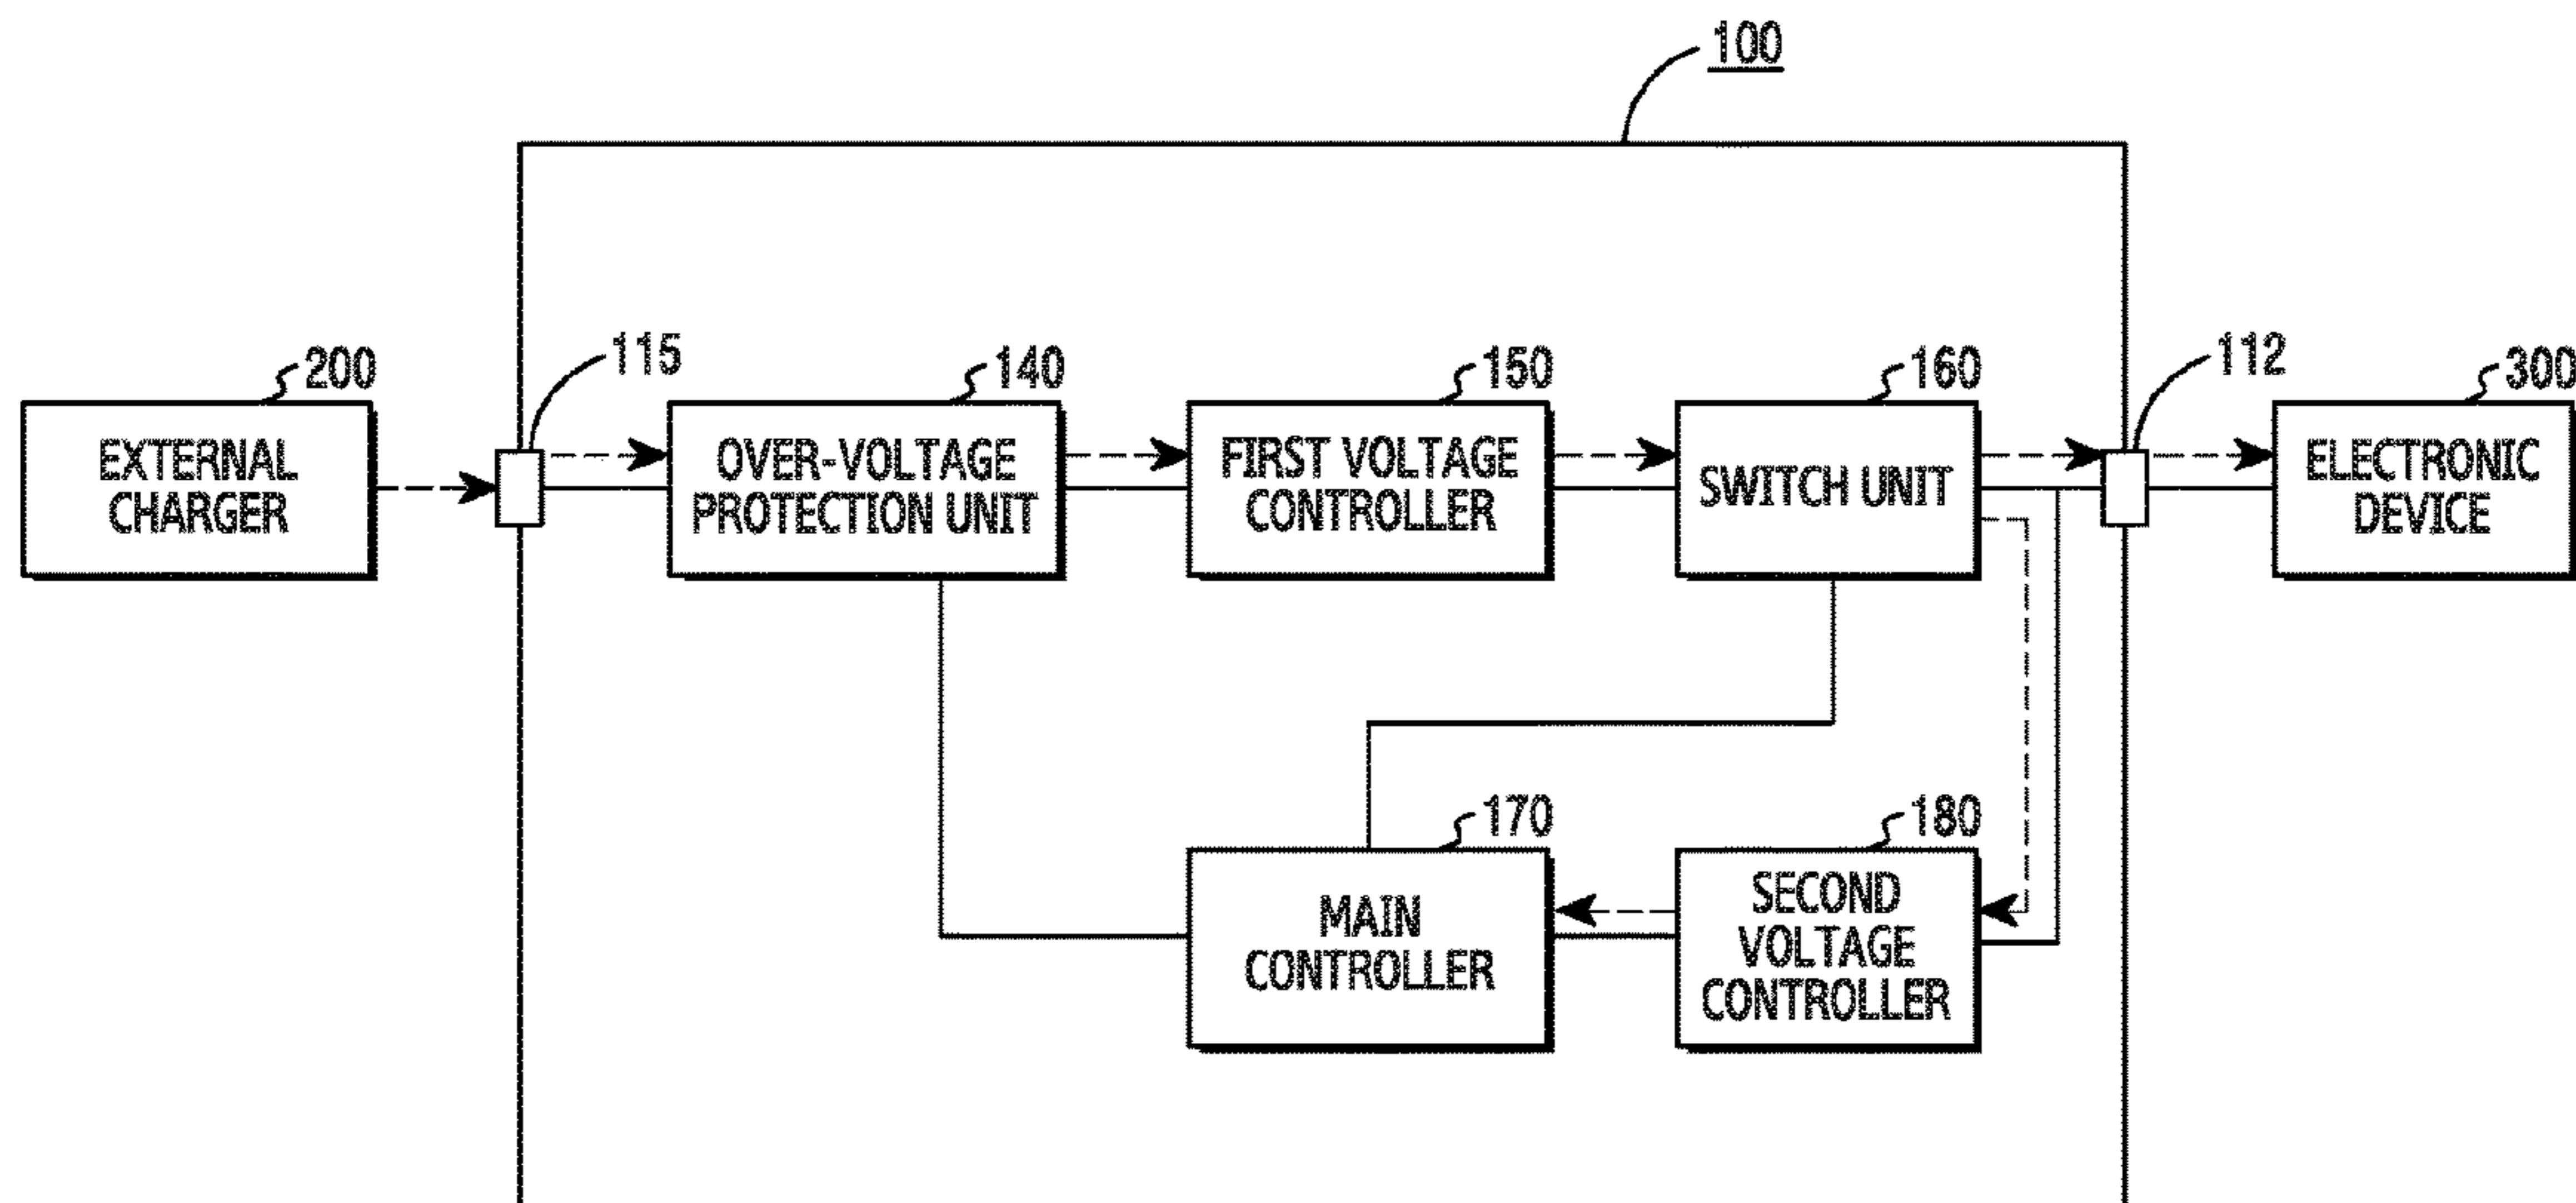 100
200
115
140
150
160
112
300
EXTERNAL
CHARGER
OVER-VOLTAGE
PROTECTION UNIT
FIRST VOLTAGE
CONTROLLER
SWITCH UNIT
ELECTRONIC
DEVICE
170
180
MAIN
CONTROLLER
SECOND
VOLTAGE
CONTROLLER